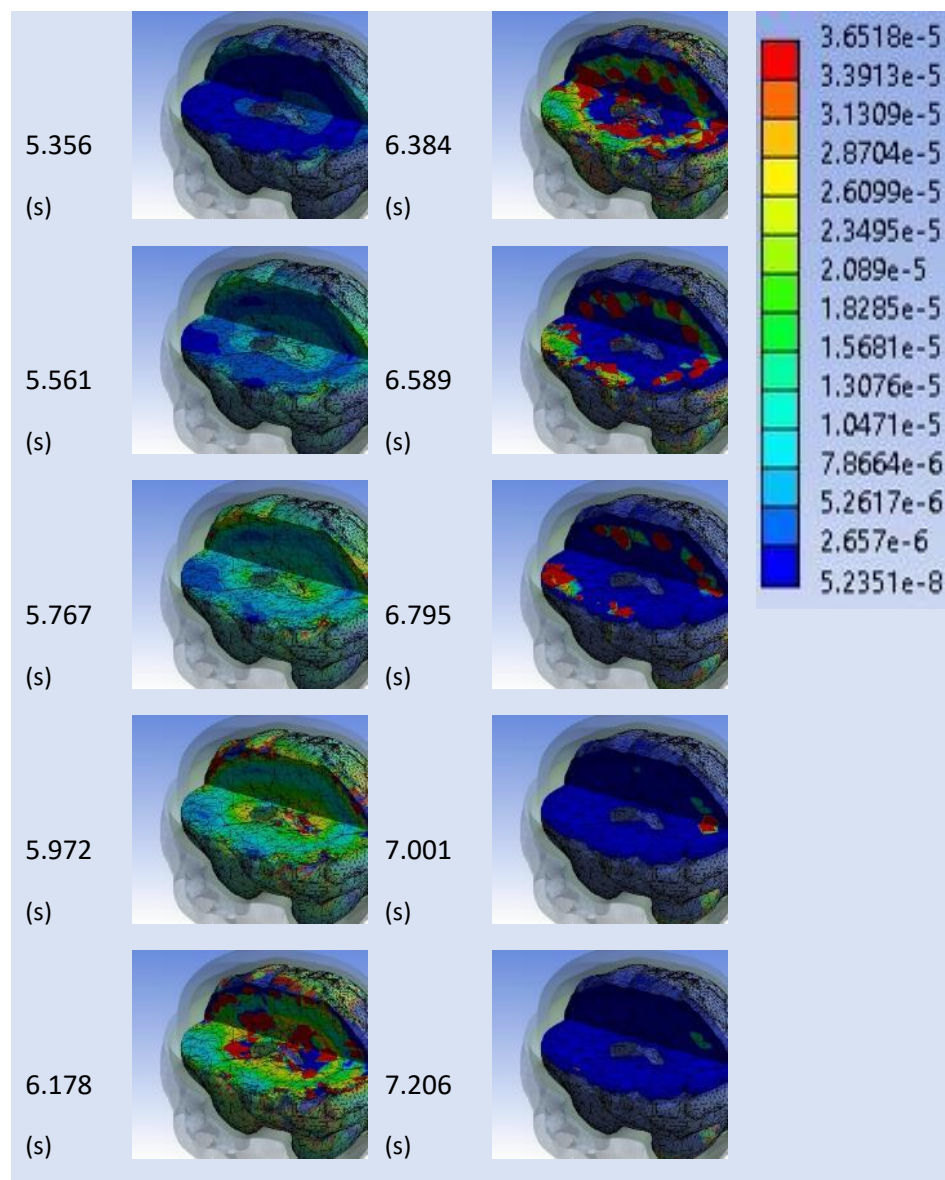 5.356
(s)
6.384
(s)
5.561
(s)
6.589
(s)
5.767
(s)
6.795
(s)
5.972
(s)
7.001
(s)
6.178
(s)
7.206
(s)
3.6518e-5
3.3913e-5
3.1309e-5
2.8704e-5
2.6099e-5
2.3495e-5
2.089e-5
1.8285e-5
1.5681e-5
1.3076e-5
1.0471e-5
7.8664e-6
5.2617e-6
2.657e-6
5.2351e-8